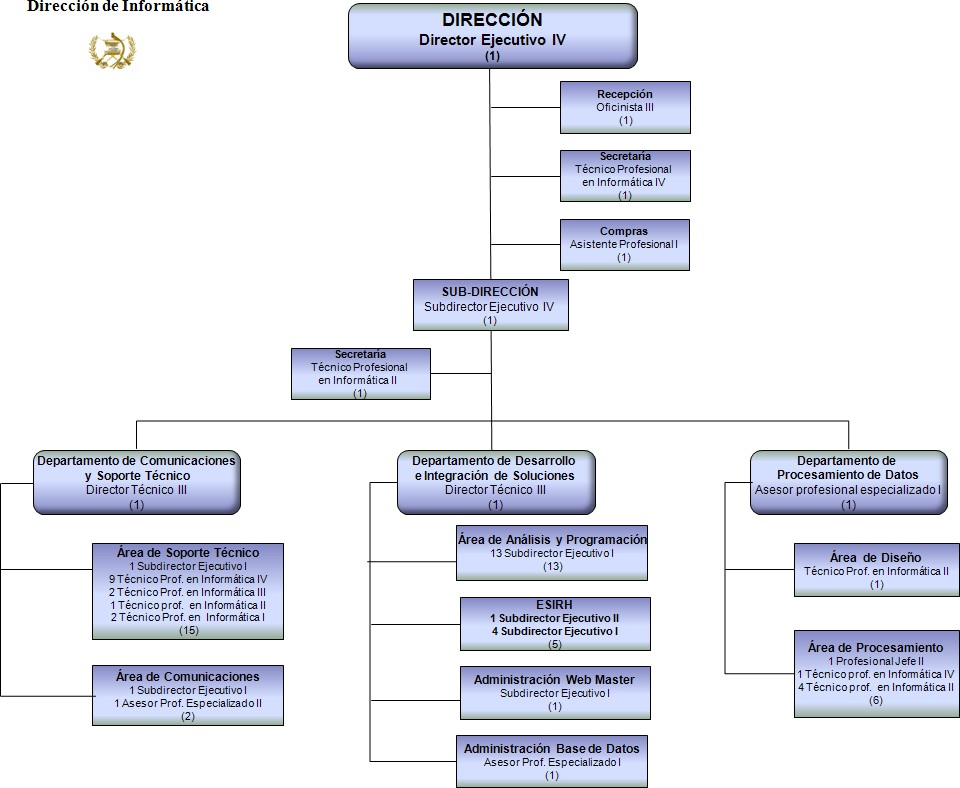 Dirección de Informática
DIRECCIÓN
Director Ejecutivo IV
(1)
Recepción
Oficinista III
(1)
Secretaría
Técnico Profesional
en Informática IV
(1)
Compras
Asistente Profesional I
(1)
SUB-DIRECCIÓN
Subdirector Ejecutivo IV
(1)
Secretaría
Técnico Profesional
en Informática II
(1)
Departamento de Comunicaciones
y Soporte Técnico
Director Técnico III
(1)
Área de Soporte Técnico
1 Subdirector Ejecutivo I
9 Técnico Prof. en Informática IV
2 Técnico Prof. en Informática III
1 Técnico prof. en Informática II
2 Técnico Prof. en Informática I
(15)
Área de Comunicaciones
1 Subdirector Ejecutivo I
1 Asesor Prof. Especializado II
(2)
Departamento de Desarrollo
e Integración de Soluciones
Director Técnico III
(1)
Área de Análisis y Programación
13 Subdirector Ejecutivo I
(13)
ESIRH
1 Subdirector Ejecutivo II
4 Subdirector Ejecutivo I
(5)
Administración Web Master
Subdirector Ejecutivo I
(1)
Administración Base de Datos
Asesor Prof. Especializado I
(1)
Departamento de
Procesamiento de Datos
Asesor profesional especializado I
(1)
Área de Diseño
Técnico Prof. en Informática II
(1)
Área de Procesamiento
1 Profesional Jefe II
1 Técnico prof. en Informática IV
4 Técnico prof. en Informática II
(6)